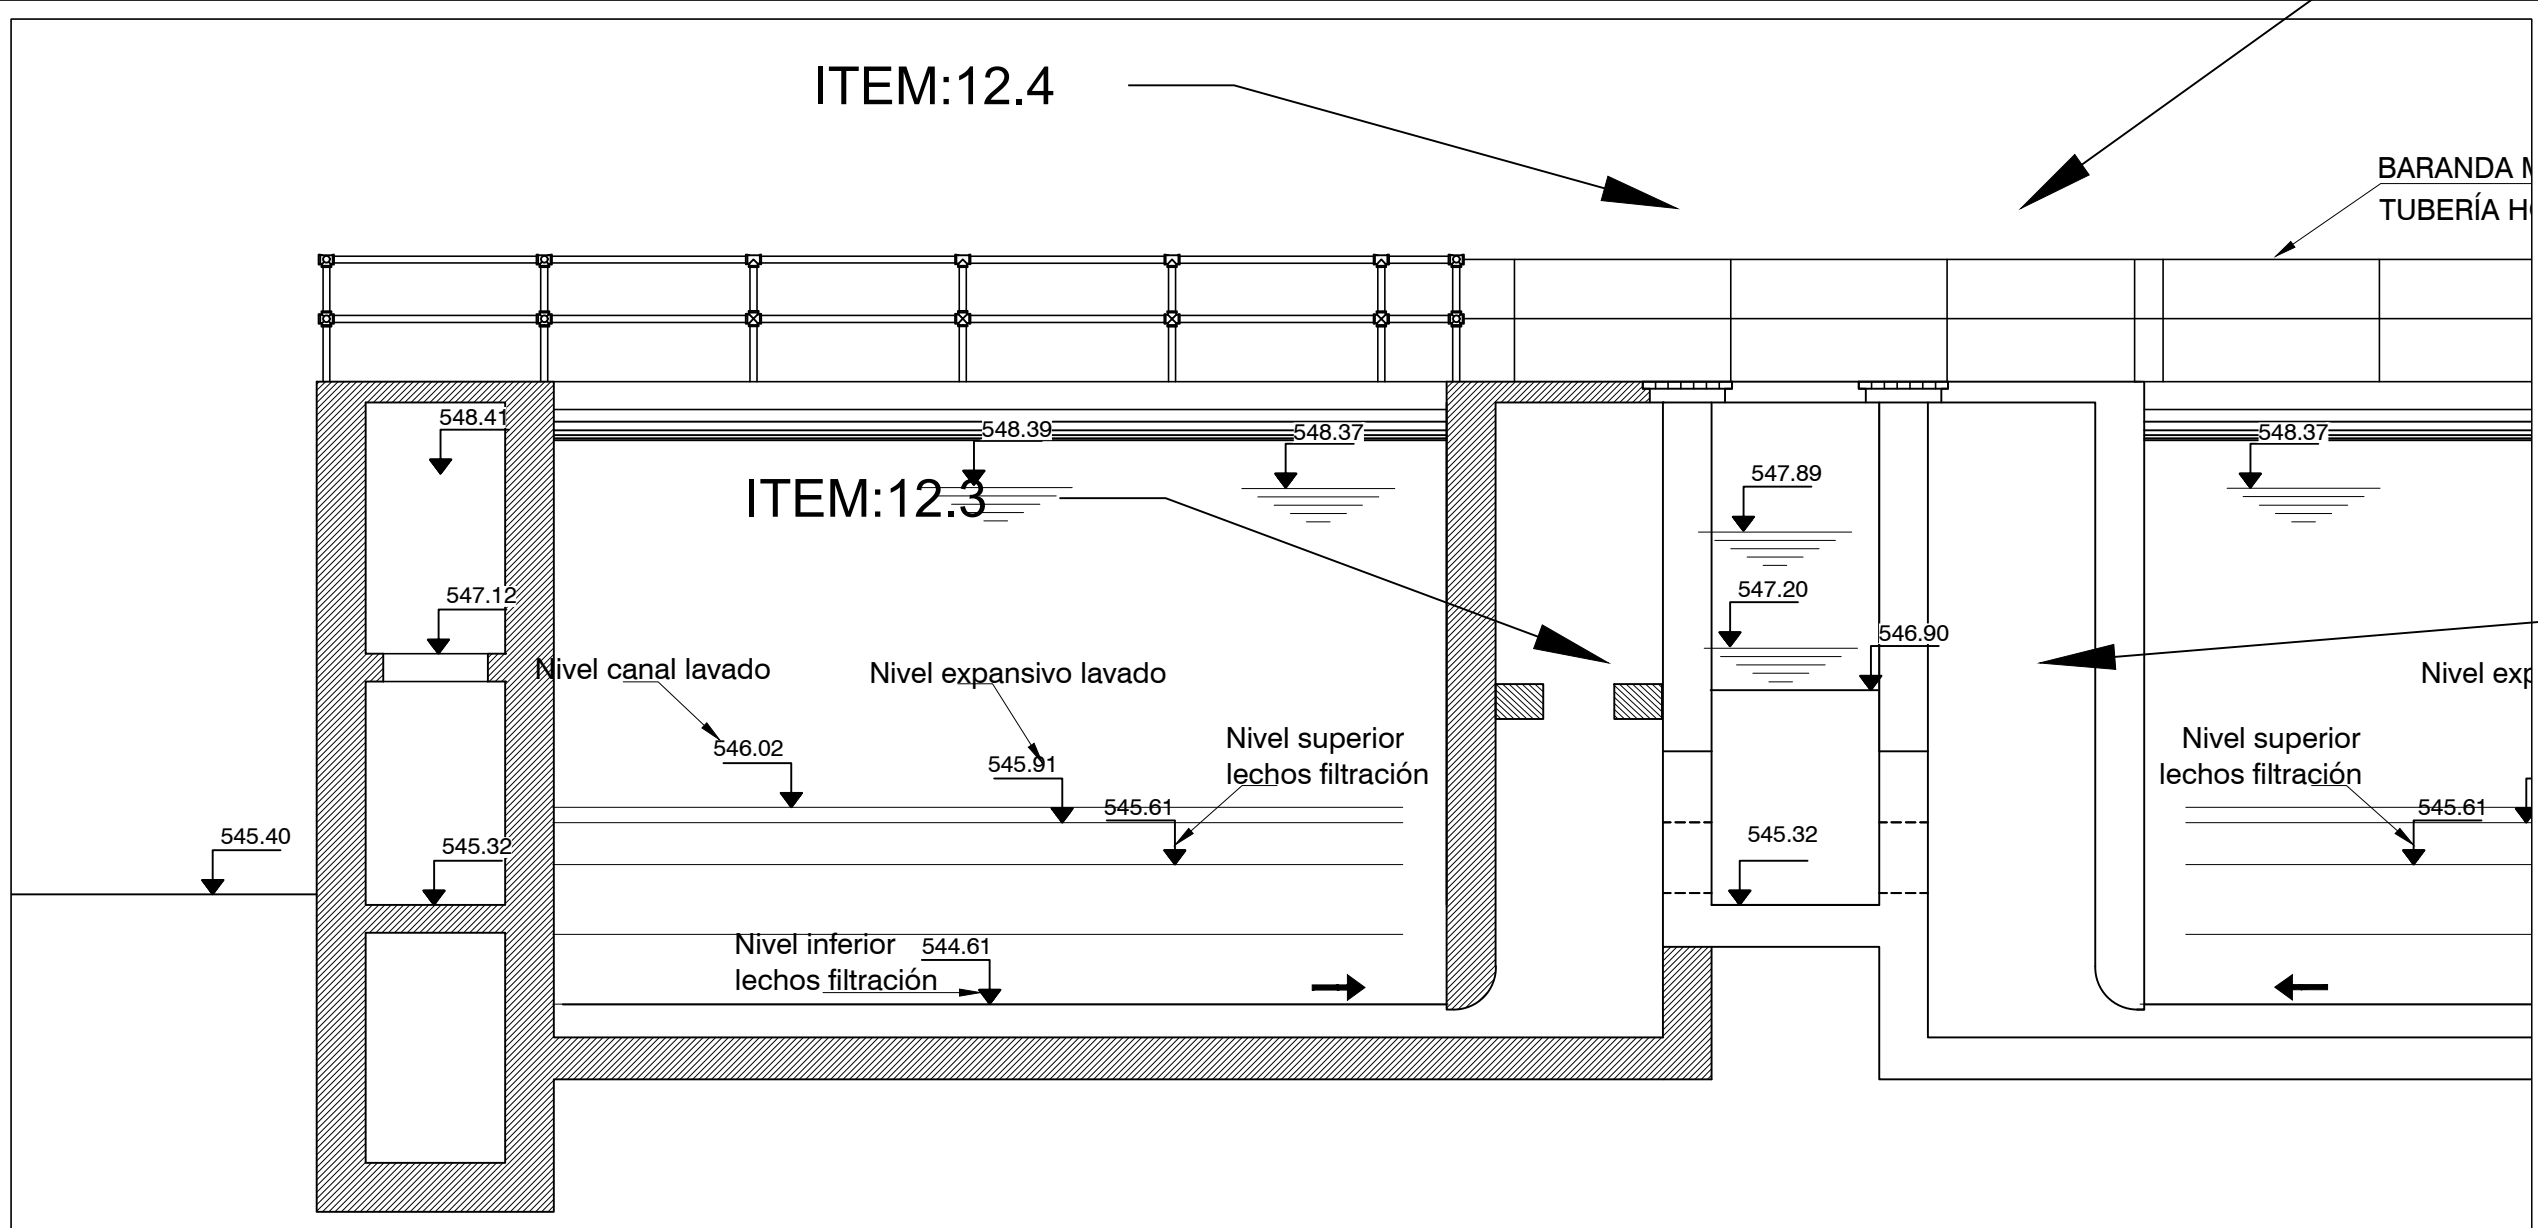 ITEM:12.4
BARANDA
TUBERÍA
548.41
548.39
548.37
548.37
547.89
ITEM:12.3
547.12
547.20
546.90
Nivel canal lavado
Nivel expansivo lavado
Nivel exp
546.02
545.91
Nivel superior
lechos filtración
Nivel superior
lechos filtración
545.61
545.61
545.40
545.32
545.32
Nivel inferior
lechos filtración
544.61